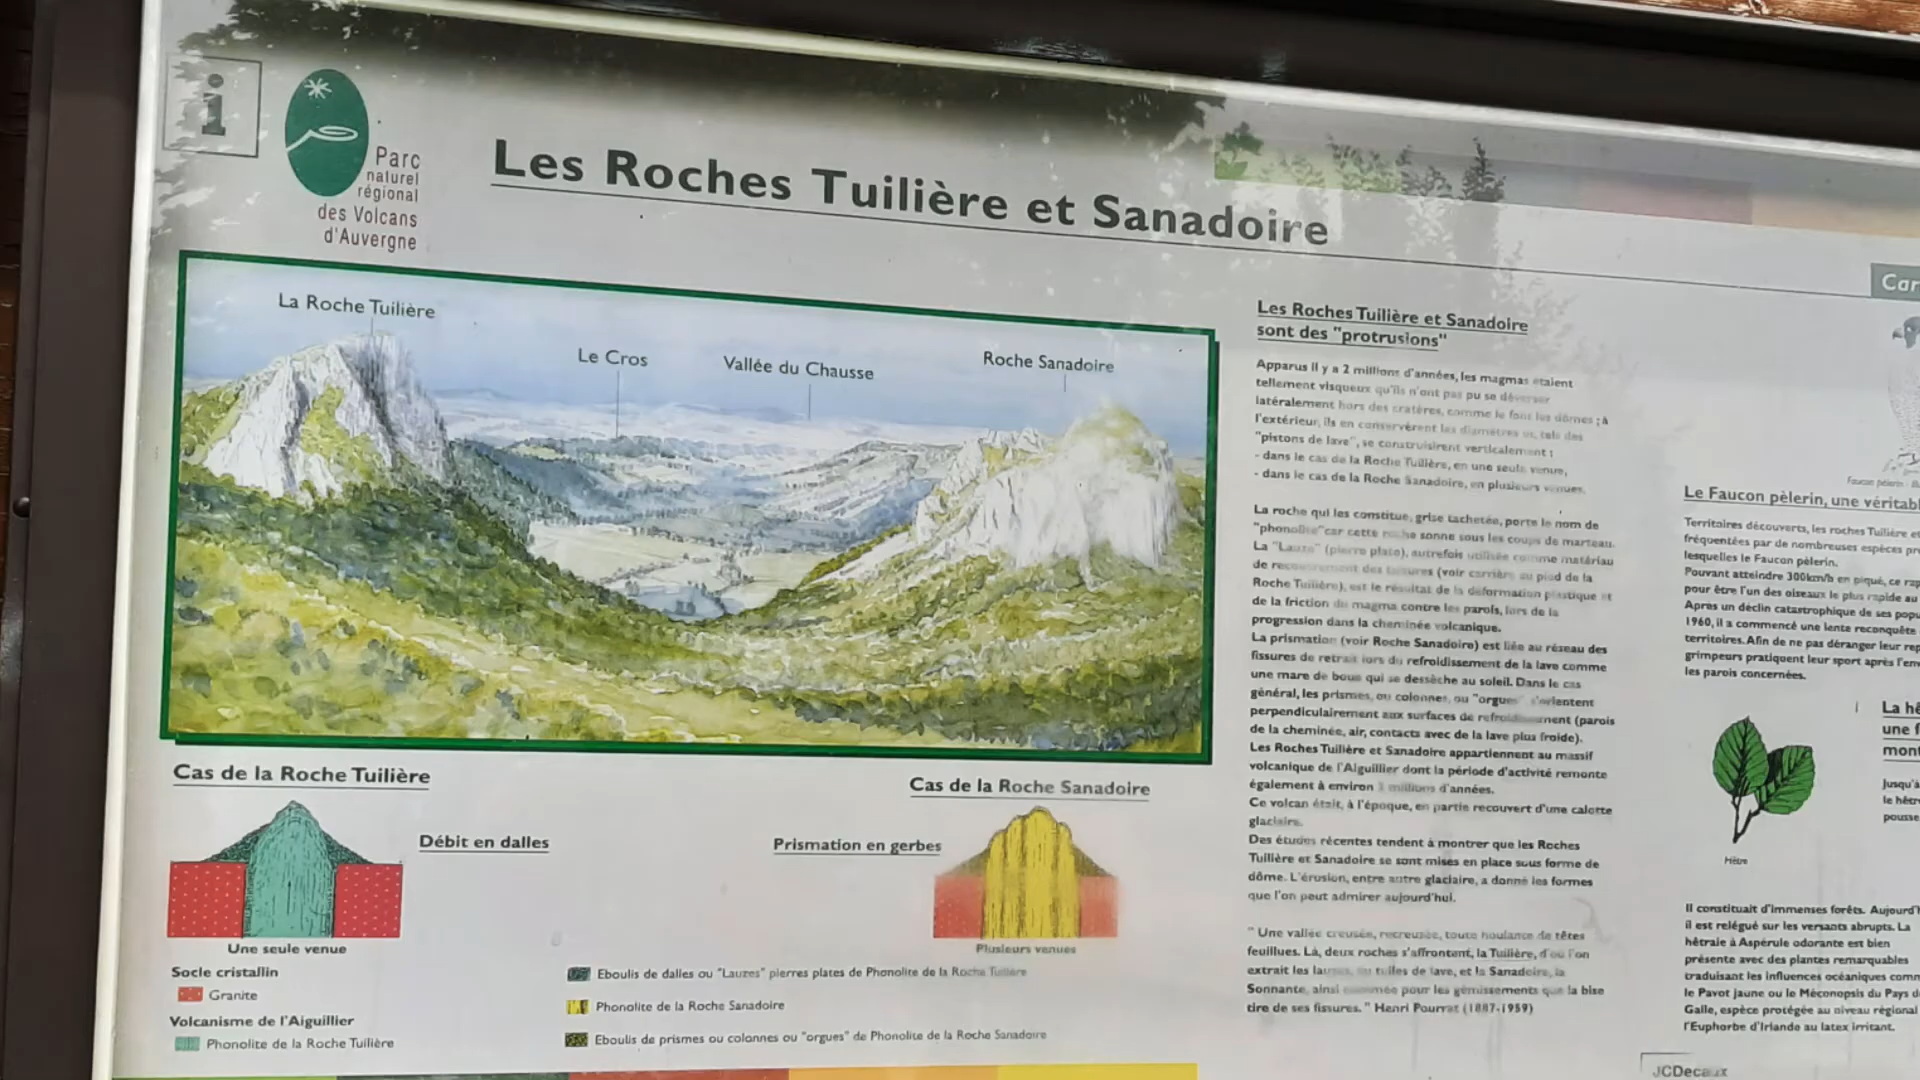 i
Parc
naturel
régional
des Volcans
d'Auvergne
Les Roches Tuilière et Sanadoire
La Roche Tuilière
Le Cros
Vallée du Chausse
Roche Sanadoire
Cas de la Roche Tuilière
Débit en dalles
Une seule venue
Cas de la Roche Sanadoire
Prismation en gerbes
Plusieurs venues
Socle cristallin
Granite
Volcanisme de l'Aiguillier
Phonolite de la Roche Tuilière
Eboulis de dalles ou "Lauzes" pierres plates de Phonolite de la Roche Tuilière
Phonolite de la Roche Sanadoire
Eboulis de prismes ou colonnes ou "orgues" de Phonolite de la Roche Sanadoire
Les Roches Tuilière et Sanadoire
sont des "protrusions"
Apparus il y a 2 millions d'années, les magmas étaient
tellement visqueux qu'ils n'ont pas pu se déverser
latéralement hors des cratères, comme le font les dômes ; à
l'extérieur, ils en conservèrent les diamètres et, tels des
"pistons de lave", se construisirent verticalement :
- dans le cas de la Roche Tuilière, en une seule venue,
- dans le cas de la Roche Sanadoire, en plusieurs venues.
La roche qui les constitue, grise tachetée, porte le nom de
"phonolite" car cette roche sonne sous les coups de marteau.
La "Lauze" (pierre plate), autrefois utilisée comme matériau
de recouvrement des toitures (voir carrière au pied de la
Roche Tuilière), est le résultat de la déformation plastique et
de la friction du magma contre les parois, lors de la
progression dans la cheminée volcanique.
La prismation (voir Roche Sanadoire) est liée au réseau des
fissures de retrait lors du refroidissement de la lave comme
une mare de boue qui se dessèche au soleil. Dans le cas
général, les prismes, ou colonnes, ou "orgues" s'orientent
perpendiculairement aux surfaces de refroidissement (parois
de la cheminée, air, contacts avec de la lave plus froide).
Les Roches Tuilière et Sanadoire appartiennent au massif
volcanique de l'Aiguillier dont la période d'activité remonte
également à environ millions d'années.
Ce volcan était, à l'époque, en partie recouvert d'une calotte
glaciaire.
Des études récentes tendent à montrer que les Roches
Tuilière et Sanadoire se sont mises en place sous forme de
dôme. L'érosion, entre autre glaciaire, a donné les formes
que l'on peut admirer aujourd'hui.
" Une vallée creusée, recreusée, toute houlante de têtes
feuillues. Là, deux roches s'affrontent, la Tuilière, d'où l'on
extrait les lauzes, ou tuiles de lave, et la Sanadoire, la
Sonnante, ainsi nommée pour les gémissements que la bise
tire de ses fissures. " Henri Pourrat (1887-1959)
Car
Faucon pèlerin
Le Faucon pèlerin, une véritabl
Territoires découverts, les roches Tuilière et
fréquentées par de nombreuses espèces pr
lesquelles le Faucon pèlerin.
Pouvant atteindre 300km/h en piqué, ce rap
pour être l'un des oiseaux le plus rapide au
Après un déclin catastrophique de ses popu
1960, il a commencé une lente reconquête
territoires. Afin de ne pas déranger leur rep
grimpeurs pratiquent leur sport après l'env
les parois concernées.
Hêtre
La hê
une f
mont
Jusqu'à
le hêtre
pousse
Il constituait d'immenses forêts. Aujourd'h
il est relégué sur les versants abrupts. La
hêtraie à Aspérule odorante est bien
présente avec des plantes remarquables
traduisant les influences océaniques comm
le Pavot jaune ou le Méconopsis du Pays d
Galle, espèce protégée au niveau régional
l'Euphorbe d'Irlande au latex irritant.
JCDecaux